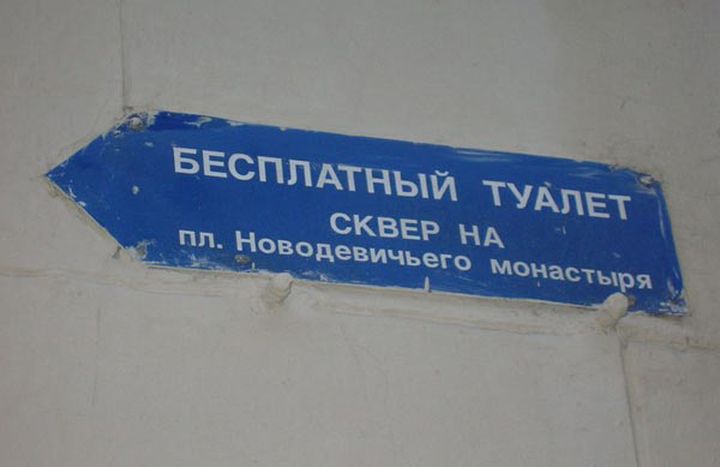 БЕСПЛАТНЫЙ ТУАЛЕТ
СКВЕР НА
пл. Новодевичьего монастыря